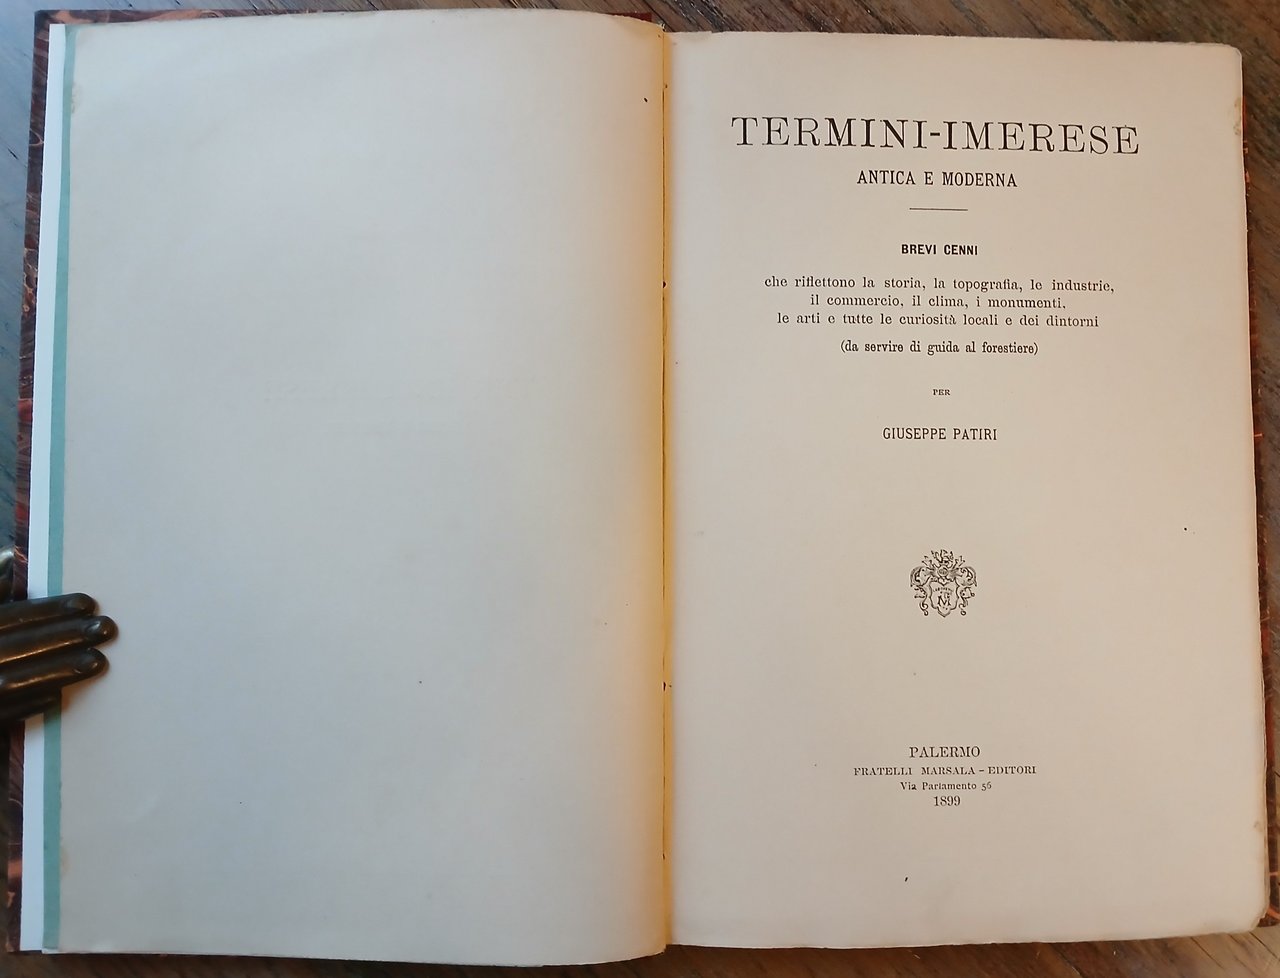 TERMINI-IMERESE
ANTICA E MODERNA
BREVI CENNI
che riflettono la storia, la topografia, le industrie,
il commercio, il clima, i monumenti,
le arti e tutte le curiosità locali e dei dintorni
(da servire di guida al forestiere)
PER
GIUSEPPE PATIRI
M
PALERMO
FRATELLI MARSALA - EDITORI
Via Parlamento 56
1899